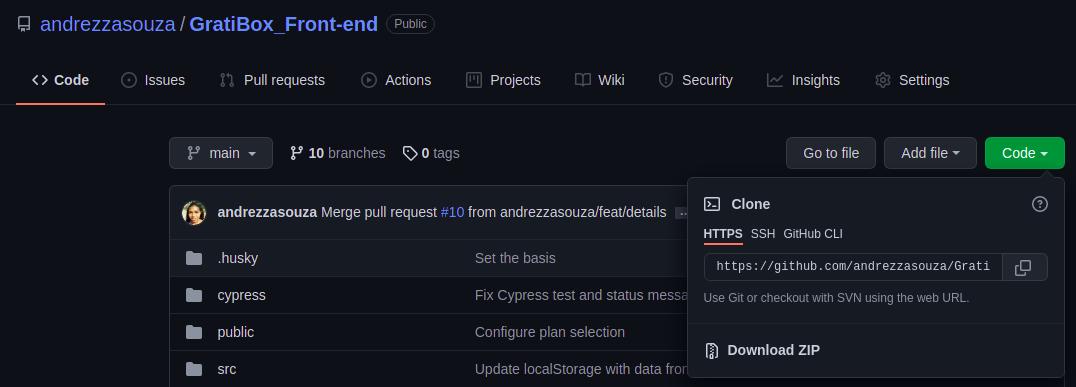 andrezzasouza / GratiBox_Front-end Public
Code Issues Pull requests Actions Projects Wiki Security Insights Settings
main 10 branches 0 tags Go to file Add file Code
andrezzasouza Merge pull request #10 from andrezzasouza/feat/details ...
Clone
HTTPS SSH GitHub CLI
https://github.com/andrezzasouza/Grati
Use Git or checkout with SVN using the web URL.
Download ZIP
.husky Set the basis
cypress Fix Cypress test and status messa
public Configure plan selection
src Update localStorage with data from